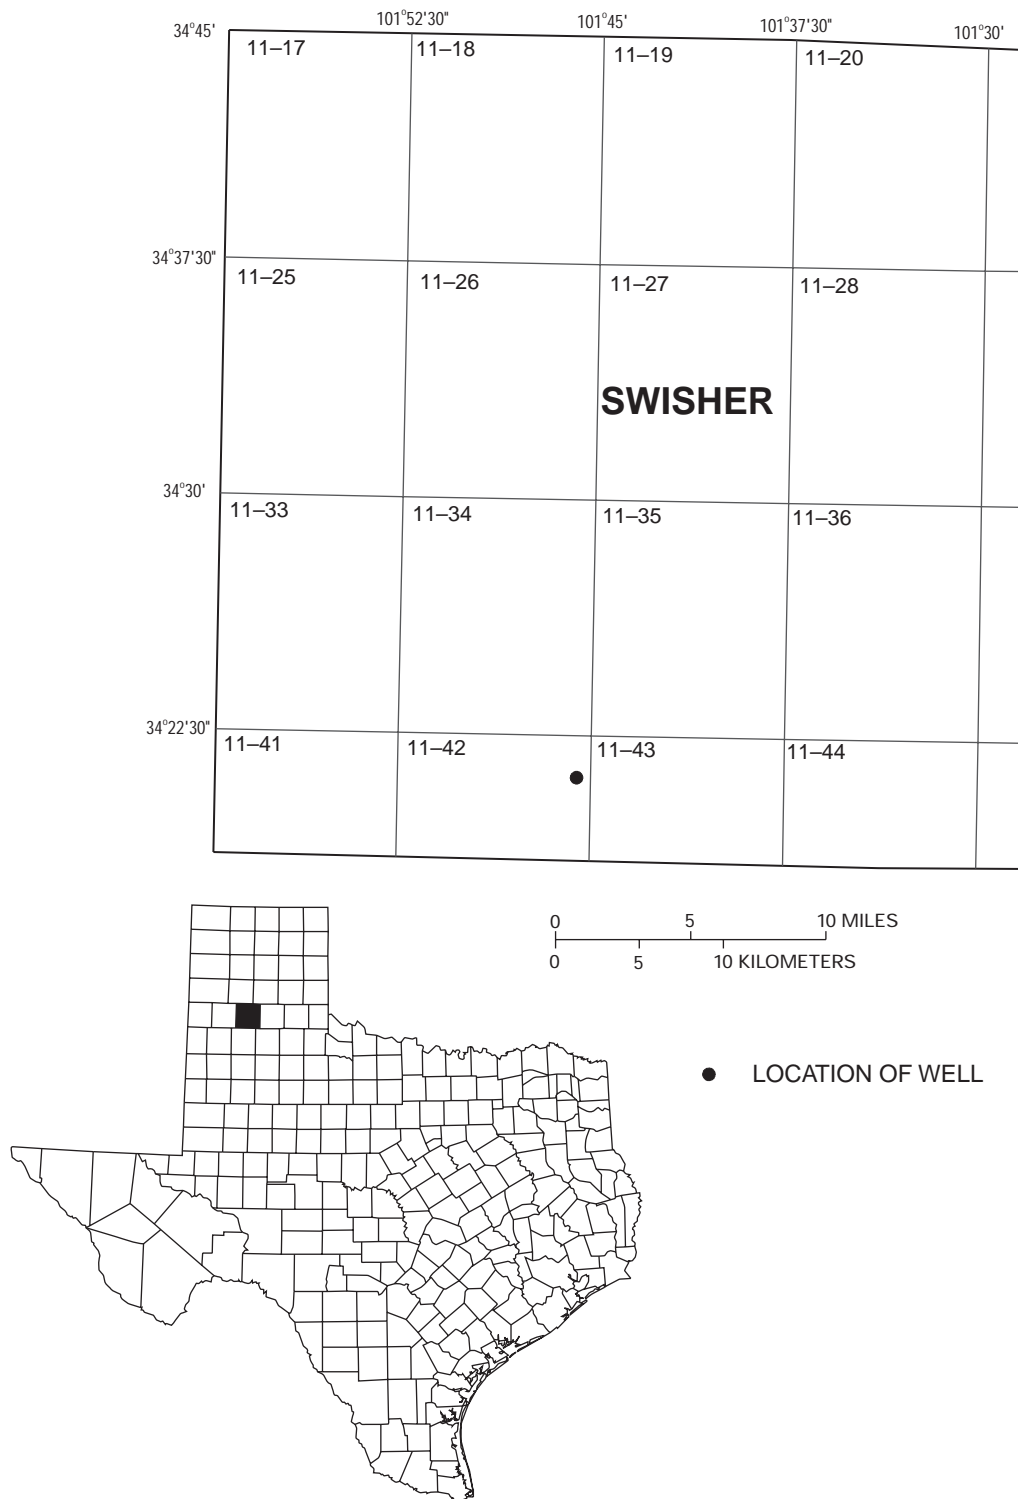 101°52'30" 101°45' 101°37'30" 101°30'
34°45'
11–17 11–18 11–19 11–20
34°37'30"
11–25 11–26 11–27 11–28
SWISHER
34°30'
11–33 11–34 11–35 11–36
34°22'30"
11–41 11–42 11–43 11–44
0 5 10 MILES
0 5 10 KILOMETERS
LOCATION OF WELL